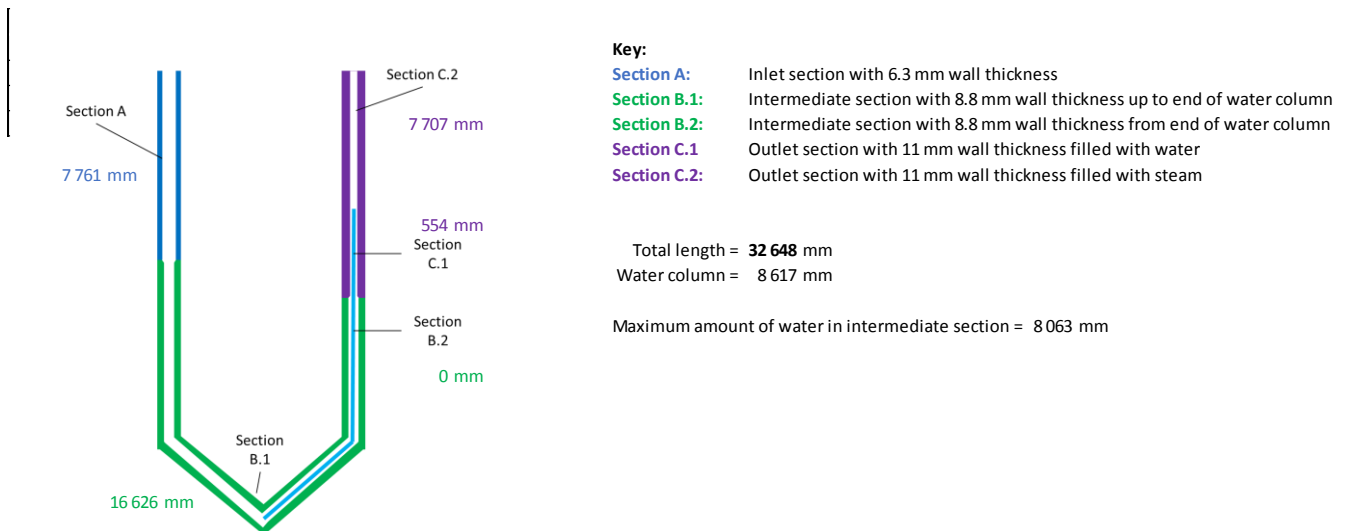 Section A
7 761 mm
Section C.2
7 707 mm
554 mm
Section
C.1
Section
B.2
0 mm
Section
B.1
16 626 mm
Key:
Section A: Inlet section with 6.3 mm wall thickness
Section B.1: Intermediate section with 8.8 mm wall thickness up to end of water column
Section B.2: Intermediate section with 8.8 mm wall thickness from end of water column
Section C.1 Outlet section with 11 mm wall thickness filled with water
Section C.2: Outlet section with 11 mm wall thickness filled with steam
Total length = 32 648 mm
Water column = 8 617 mm
Maximum amount of water in intermediate section = 8 063 mm